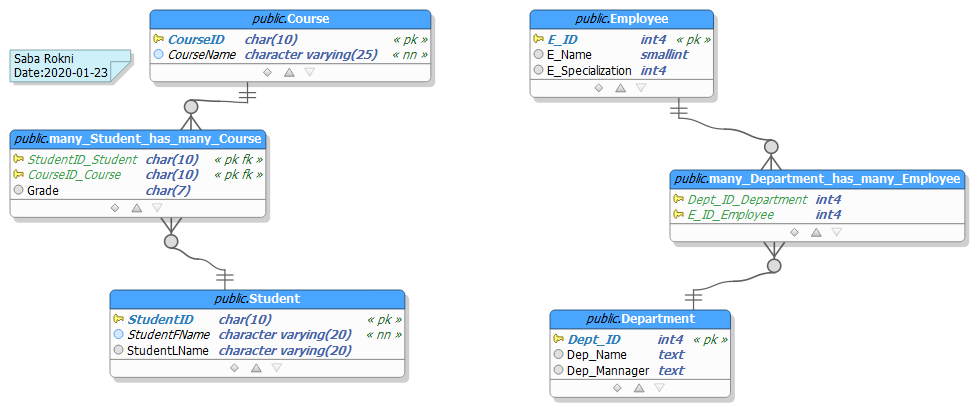 public.Course
CourseID char(10) « pk »
CourseName character varying(25) « nn »
Saba Rokni
Date:2020-01-23
public.many_Student_has_many_Course
StudentID_Student char(10) « pk fk »
CourseID_Course char(10) « pk fk »
Grade char(7)
public.Student
StudentID char(10) « pk »
StudentFName character varying(20) « nn »
StudentLName character varying(20)
public.Employee
E_ID int4 « pk »
E_Name smallint
E_Specialization int4
public.many_Department_has_many_Employee
Dept_ID_Department int4
E_ID_Employee int4
public.Department
Dept_ID int4 « pk »
Dep_Name text
Dep_Mannager text